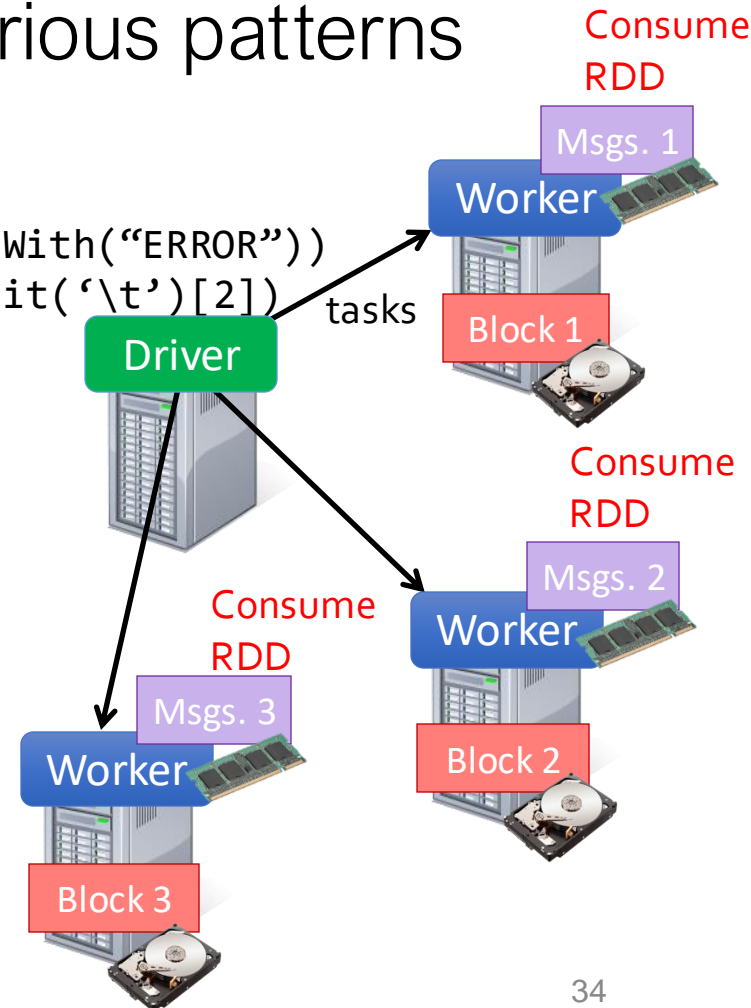 rious patterns
Consume
RDD
Msgs. 1
Worker
With(“ERROR”))
it(‘\t’)[2])
tasks
Block 1
Driver
Consume
RDD
Msgs. 2
Worker
Consume
RDD
Msgs. 3
Block 2
Worker
Block 3
34